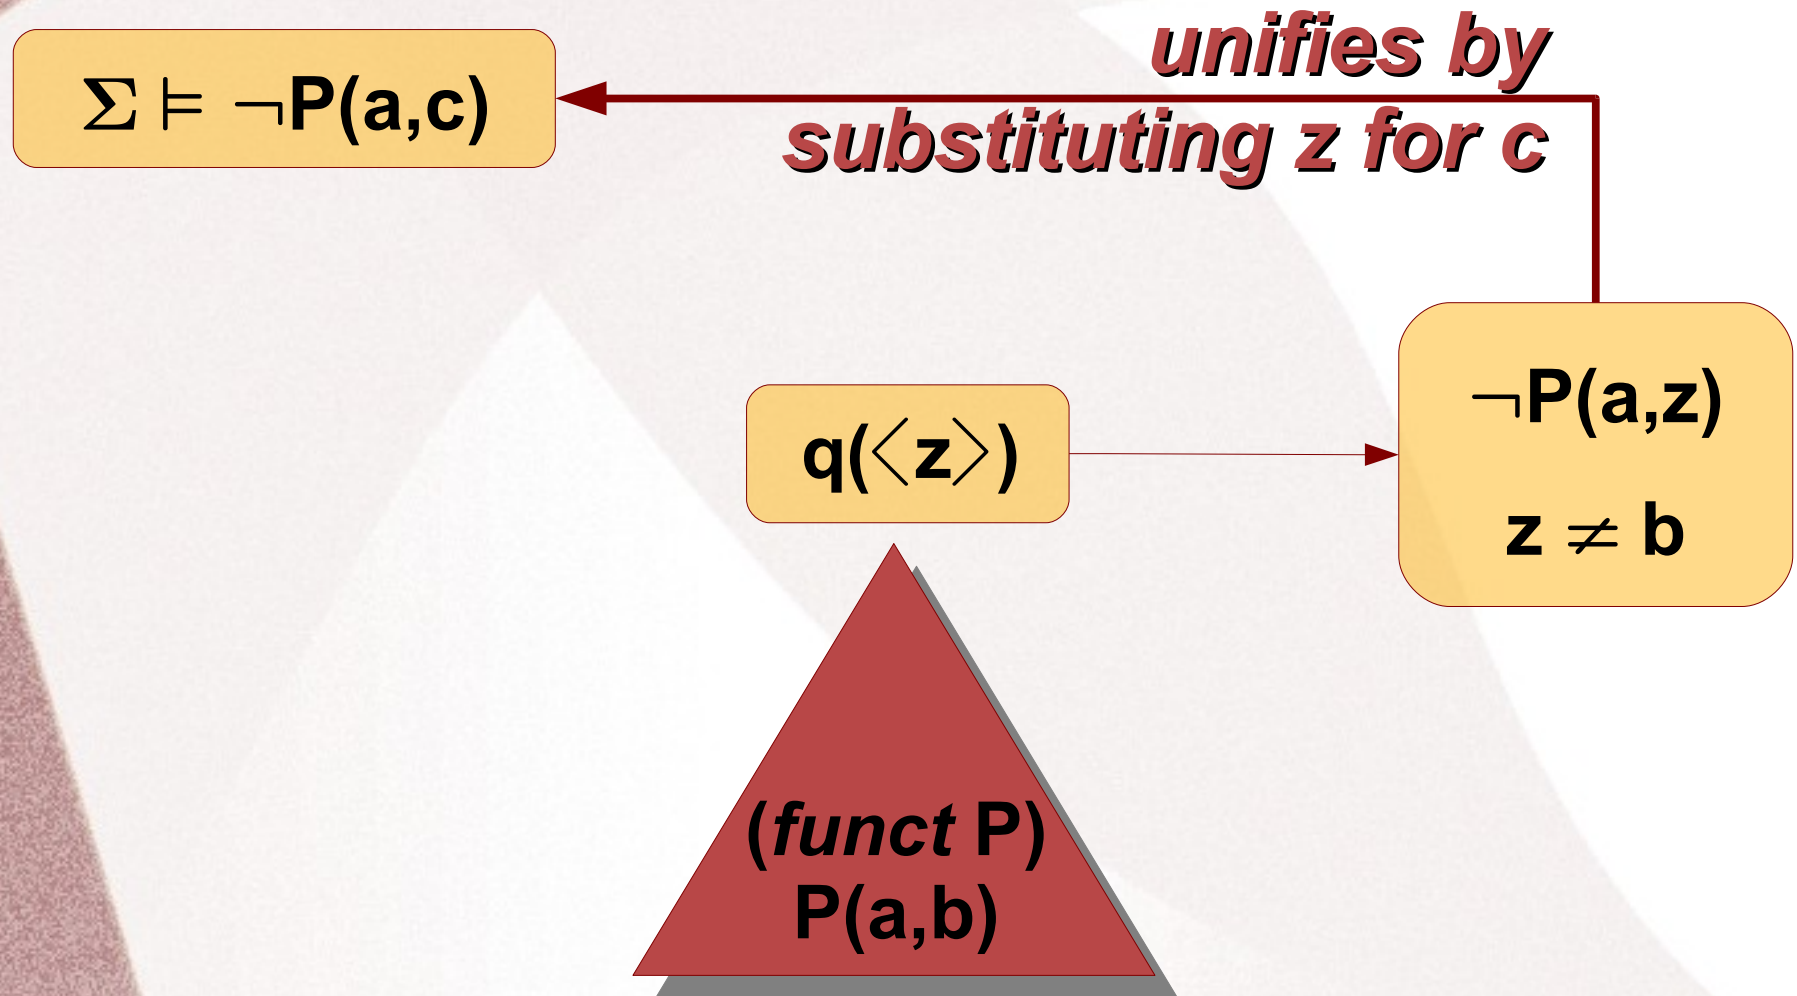 Σ ⊨ ¬P(a,c)
unifies by
substituting z for c
¬P(a,z)
z ≠ b
q(〈z〉)
(funct P)
P(a,b)